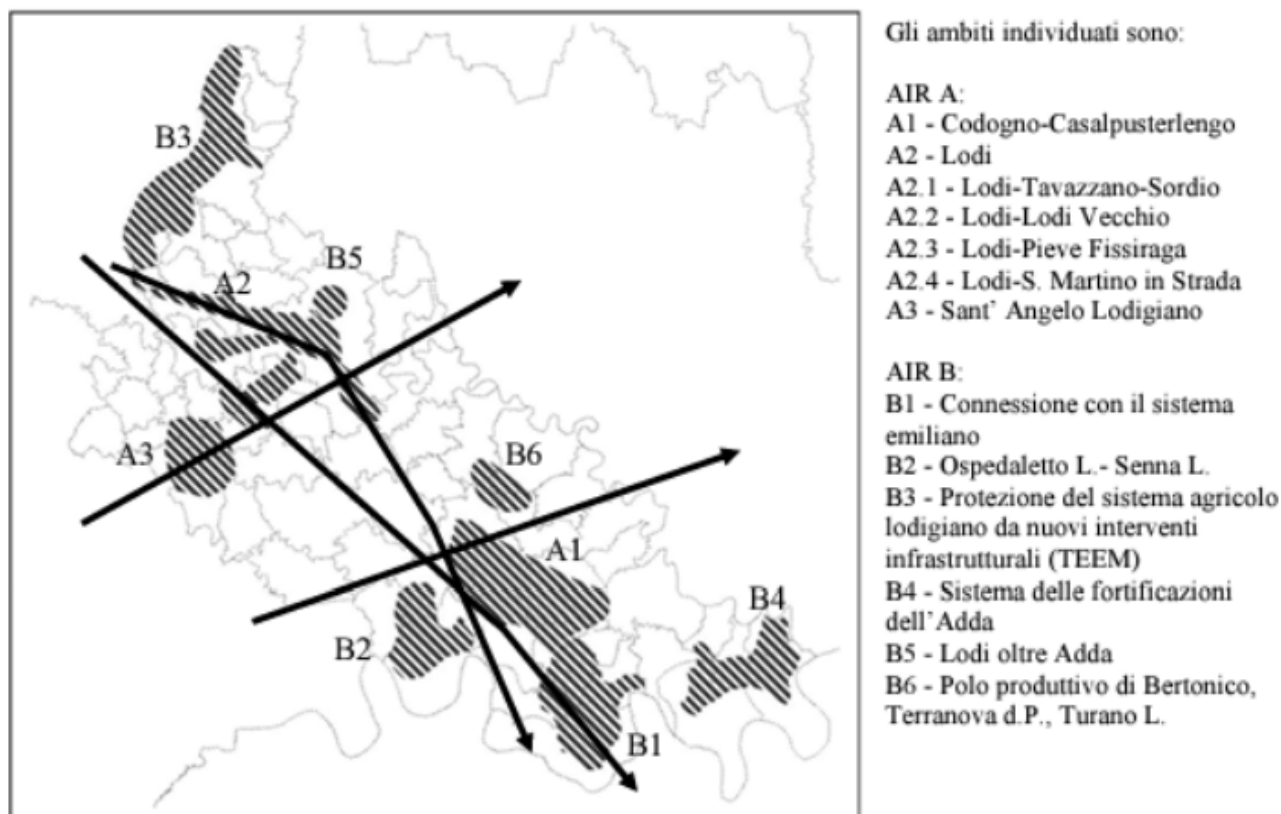 B3
A2
B5
A3
B6
A1
B2
B4
B1
Gli ambiti individuati sono:
AIR A:
A1 - Codogno-Casalpusterlengo
A2 - Lodi
A2.1 - Lodi-Tavazzano-Sordio
A2.2 - Lodi-Lodi Vecchio
A2.3 - Lodi-Pieve Fissiraga
A2.4 - Lodi-S. Martino in Strada
A3 - Sant' Angelo Lodigiano
AIR B:
B1 - Connessione con il sistema
emiliano
B2 - Ospedaletto L.- Senna L.
B3 - Protezione del sistema agricolo
lodigiano da nuovi interventi
infrastrutturali (TEEM)
B4 - Sistema delle fortificazioni
dell'Adda
B5 - Lodi oltre Adda
B6 - Polo produttivo di Bertonico,
Terranova d.P., Turano L.